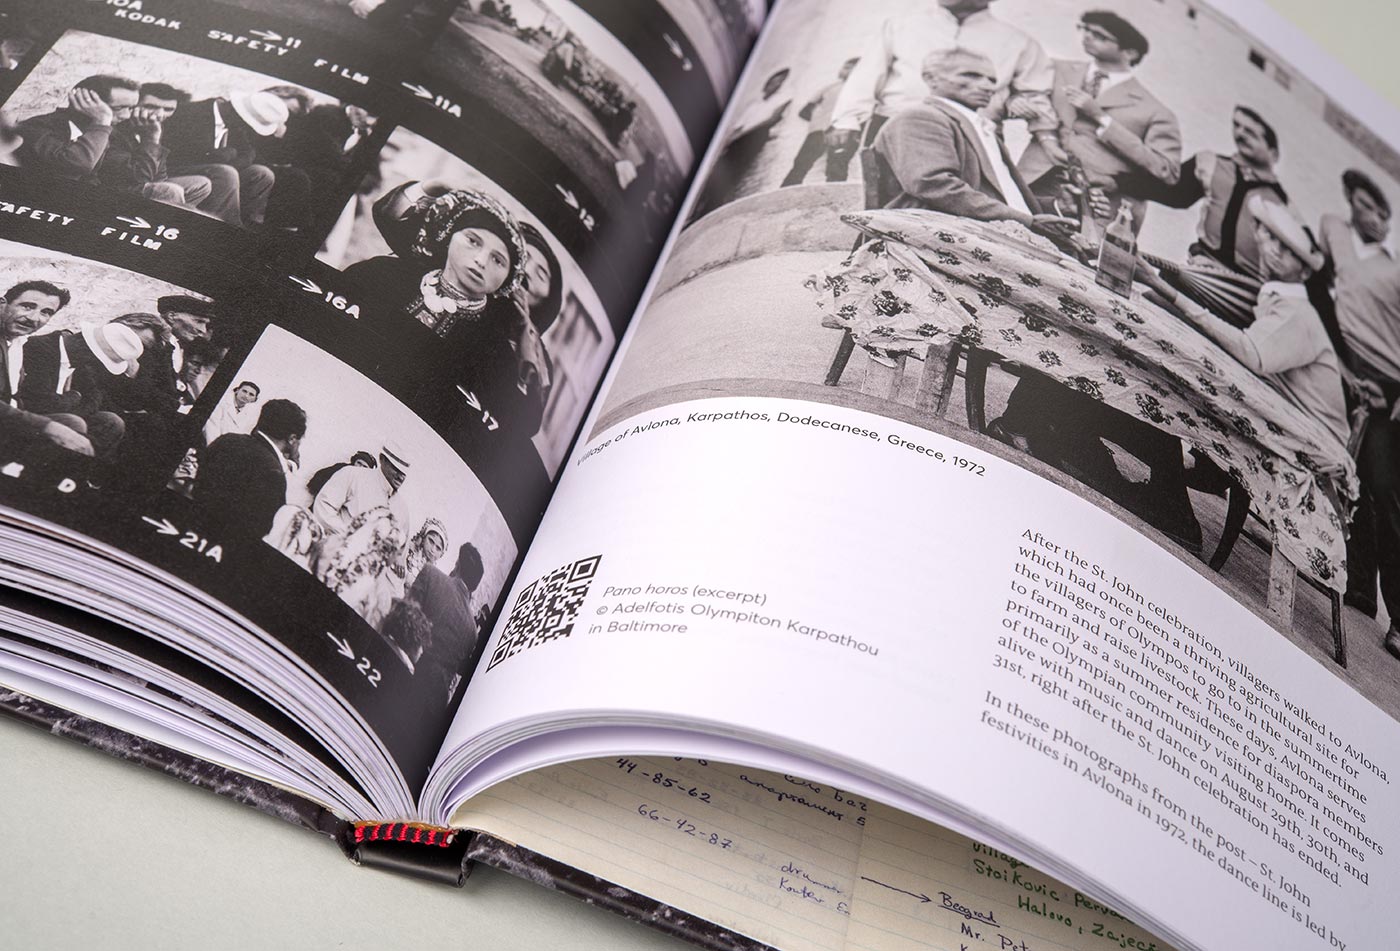 10A
KODAK SAFETY FILM
11
11A
12
SAFETY FILM
16
16A
17
21A
22
Village of Avlona, Karpathos, Dodecanese, Greece, 1972
Pano horos (excerpt)
© Adelfotis Olympiton Karpathou
in Baltimore
After the St. John celebration, villagers walked to Avlona,
which had once been a thriving agricultural site for
the villagers of Olympos to go to in the summertime
to farm and raise livestock. These days, Avlona serves
primarily as a summer residence for diaspora members
of the Olympian community visiting home. It comes
alive with music and dance on August 29th, 30th, and
31st, right after the St. John celebration has ended.
In these photographs from the post – St. John
festivities in Avlona in 1972, the dance line is led by
44-85-62
66-42-87
Beograd
Mr.
Stoikovic
Halovo,